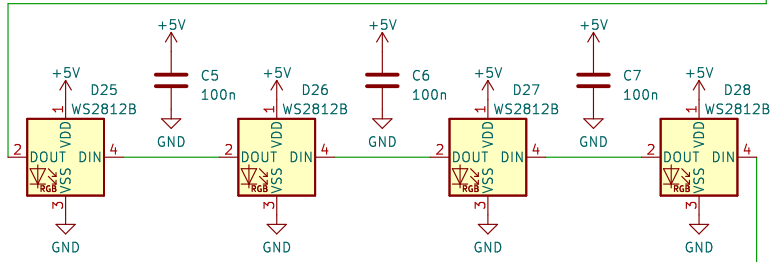 +5V +5V +5V
+5V D25 C5 +5V D26 C6 +5V D27 C7 +5V D28
1 WS2812B 100n 1 WS2812B 100n 1 WS2812B 100n 1 WS2812B
GND GND GND
2 DOUT VDD DIN 4 2 DOUT VDD DIN 4 2 DOUT VDD DIN 4 2 DOUT VDD DIN 4
RGB VSS RGB VSS RGB VSS RGB VSS
3 3 3 3
GND GND GND GND